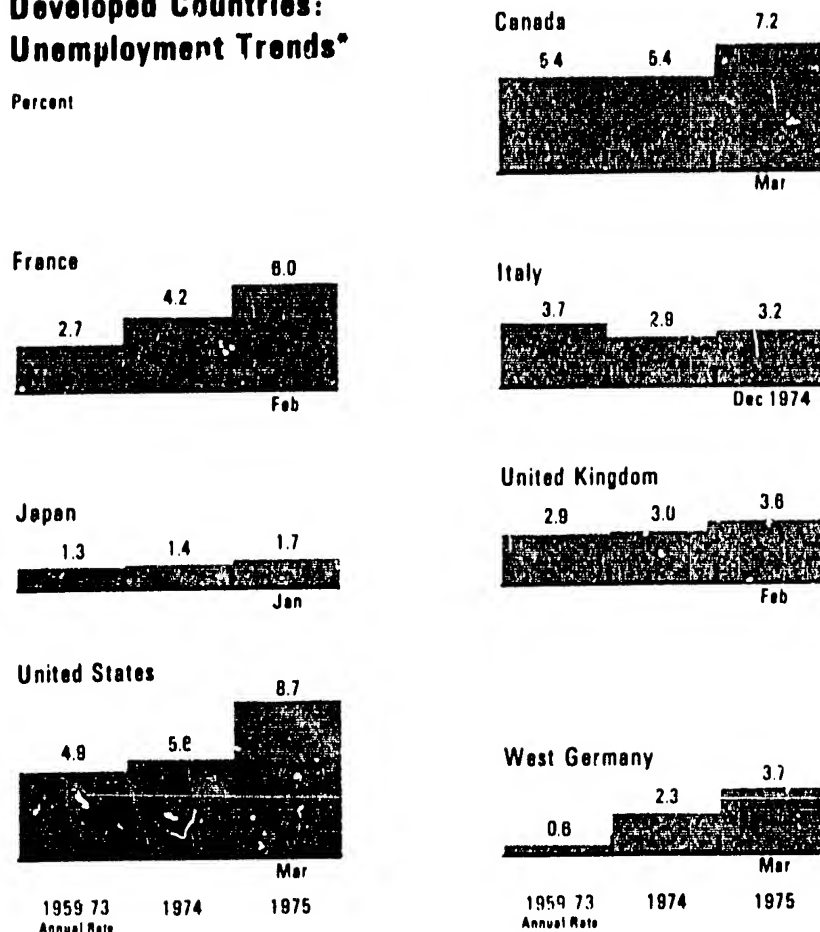 Developed Countries:
Unemployment Trends*
Percent
Canada
5 4
5.4
7.2
Mar
France
2.7
4.2
6.0
Feb
Italy
3.7
2.9
3.2
Dec 1974
Japan
1.3
1.4
1.7
Jan
United Kingdom
2.9
3.0
3.6
Feb
United States
4.9
5.6
8.7
Mar
1959 73
Annual Rate
1974
1975
West Germany
0.6
2.3
3.7
Mar
1959 73
Annual Rate
1974
1975